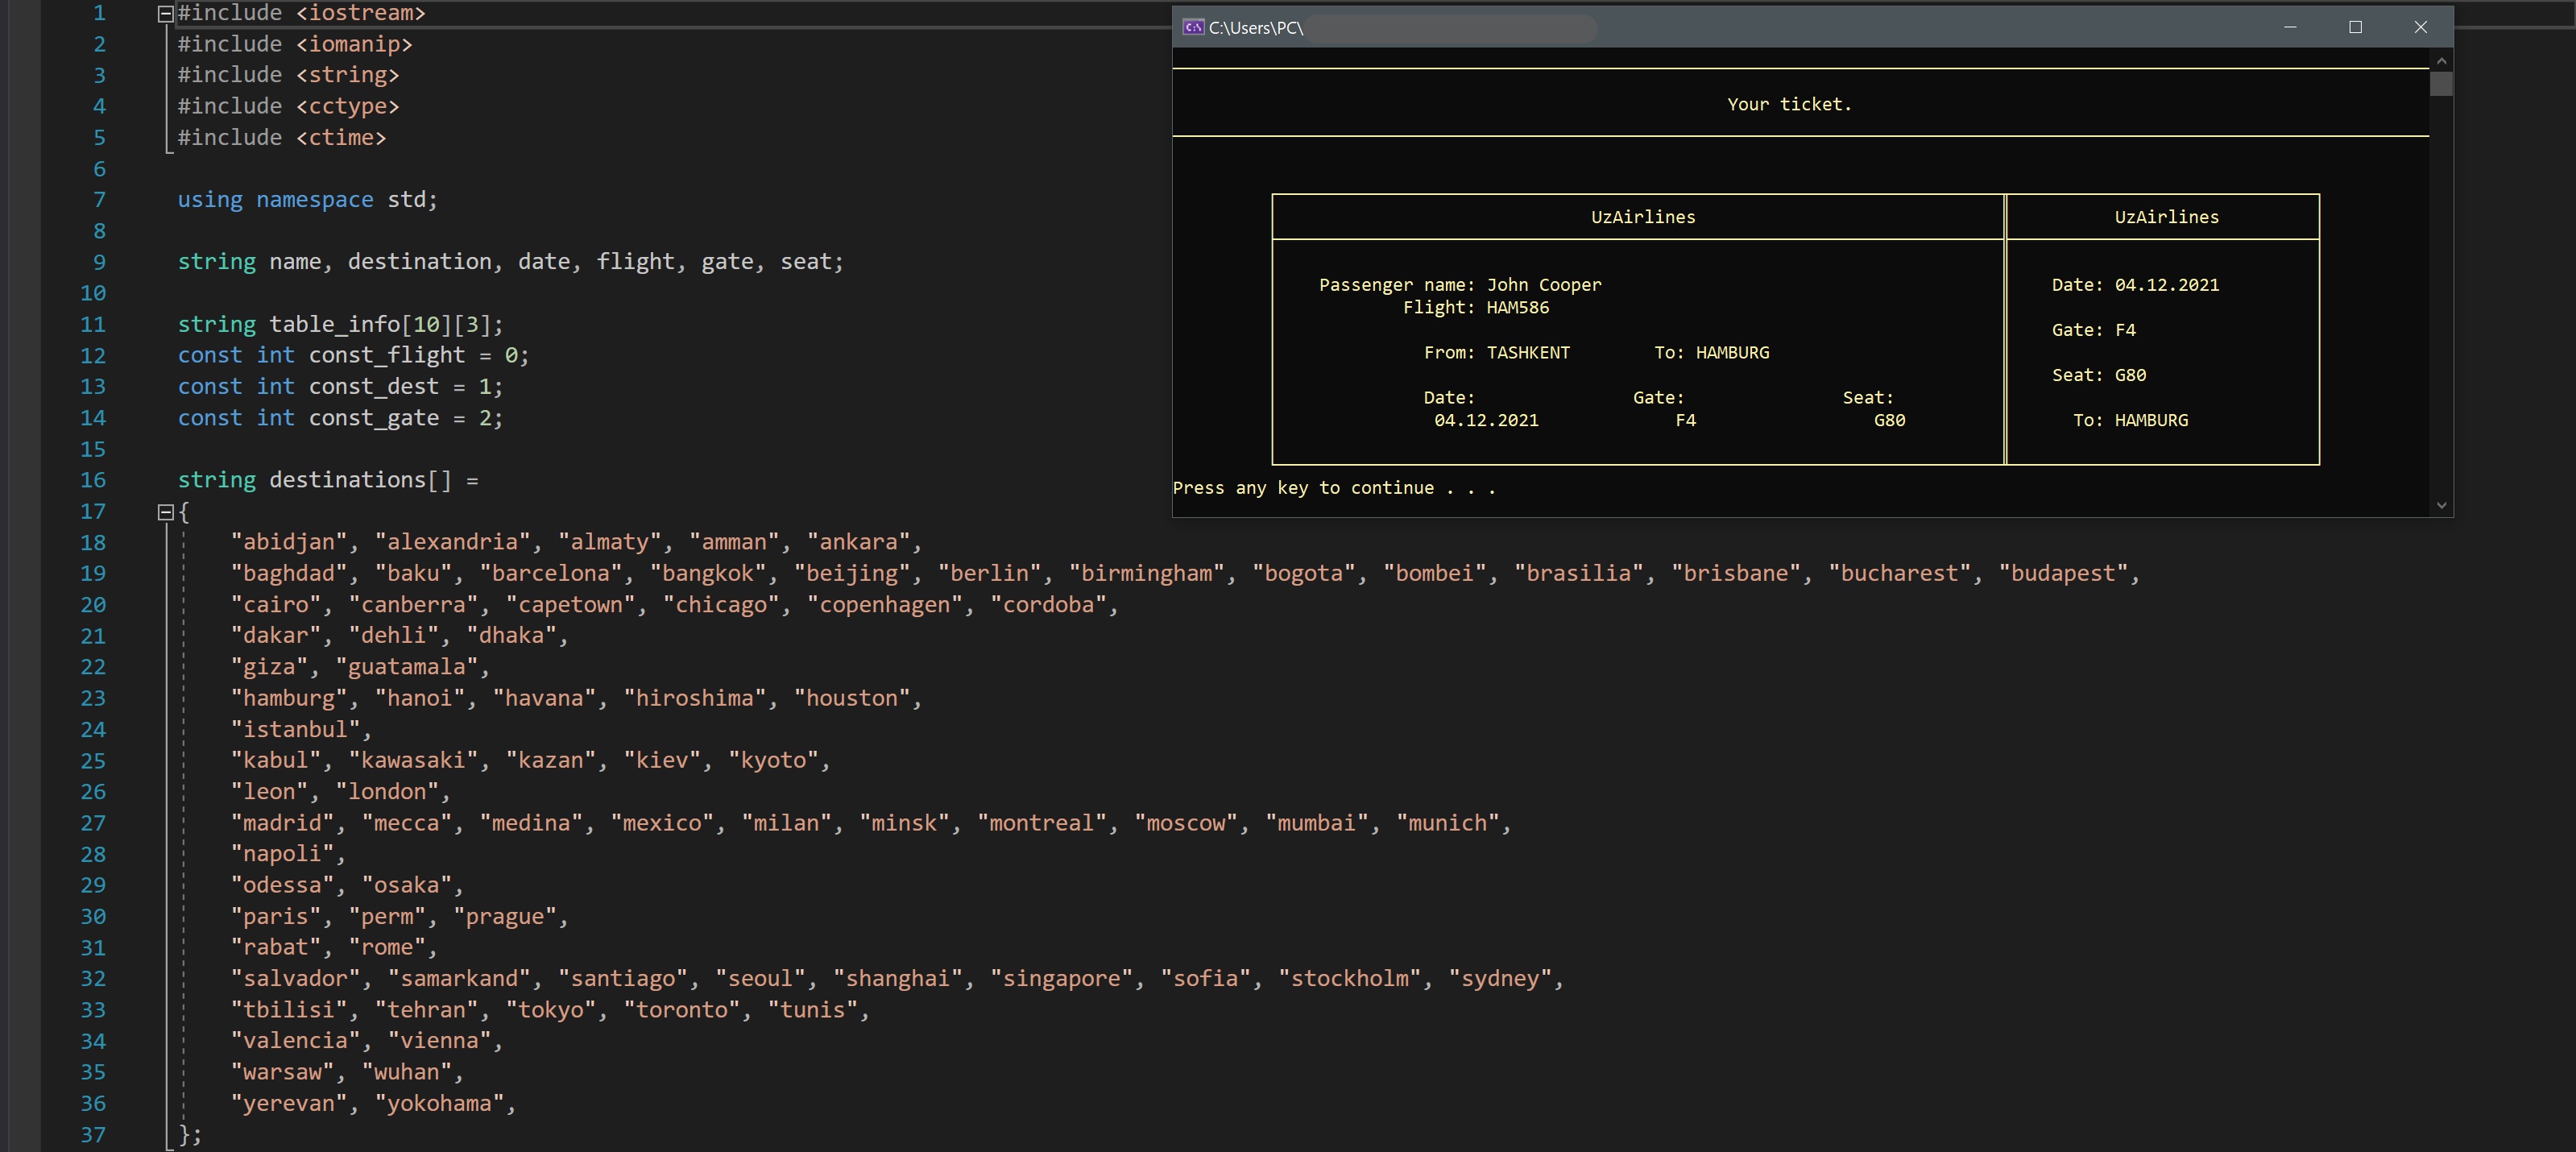 1 #include <iostream>
2 #include <iomanip>
3 #include <string>
4 #include <cctype>
5 #include <ctime>
6
7 using namespace std;
8
9 string name, destination, date, flight, gate, seat;
10
11 string table_info[10][3];
12 const int const_flight = 0;
13 const int const_dest = 1;
14 const int const_gate = 2;
15
16 string destinations[] =
17 {
18 "abidjan", "alexandria", "almaty", "amman", "ankara",
19 "baghdad", "baku", "barcelona", "bangkok", "beijing", "berlin", "birmingham", "bogota", "bombei", "brasilia", "brisbane", "bucharest", "budapest",
20 "cairo", "canberra", "capetown", "chicago", "copenhagen", "cordoba",
21 "dakar", "dehli", "dhaka",
22 "giza", "guatamala",
23 "hamburg", "hanoi", "havana", "hiroshima", "houston",
24 "istanbul",
25 "kabul", "kawasaki", "kazan", "kiev", "kyoto",
26 "leon", "london",
27 "madrid", "mecca", "medina", "mexico", "milan", "minsk", "montreal", "moscow", "mumbai", "munich",
28 "napoli",
29 "odessa", "osaka",
30 "paris", "perm", "prague",
31 "rabat", "rome",
32 "salvador", "samarkand", "santiago", "seoul", "shanghai", "singapore", "sofia", "stockholm", "sydney",
33 "tbilisi", "tehran", "tokyo", "toronto", "tunis",
34 "valencia", "vienna",
35 "warsaw", "wuhan",
36 "yerevan", "yokohama",
37 };
C:\Users\PC\
Your ticket.
UzAirlines UzAirlines
Passenger name: John Cooper Date: 04.12.2021
Flight: HAM586
Gate: F4
From: TASHKENT To: HAMBURG
Seat: G80
Date: Gate: Seat:
04.12.2021 F4 G80 To: HAMBURG
Press any key to continue . . .